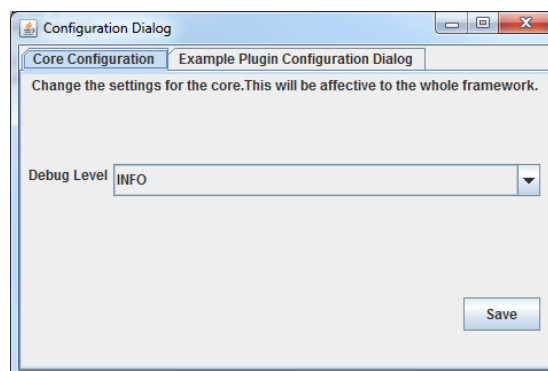 Configuration Dialog
Core Configuration
Example Plugin Configuration Dialog
Change the settings for the core.This will be affective to the whole framework.
Debug Level
INFO
Save